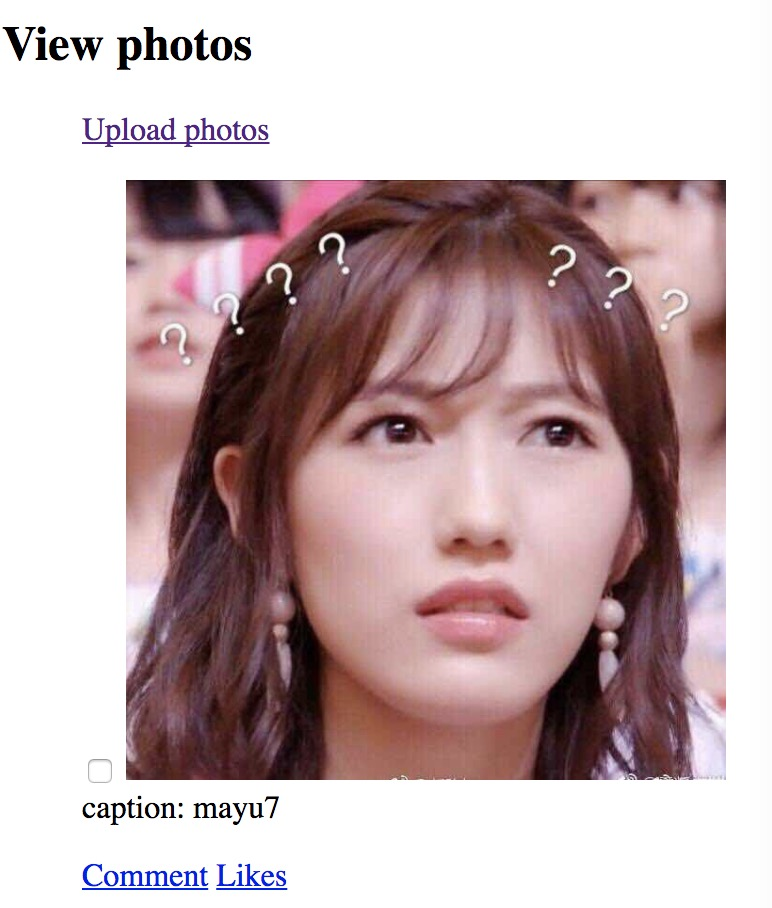 View photos
Upload photos
? ? ? ? ? ? ?
caption: mayu7
Comment Likes